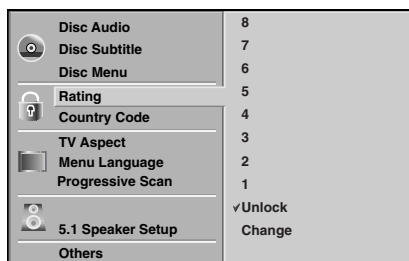 Disc Audio
Disc Subtitle
Disc Menu
Rating
Country Code
TV Aspect
Menu Language
Progressive Scan
5.1 Speaker Setup
Others
8
7
6
5
4
3
2
1
✓Unlock
Change